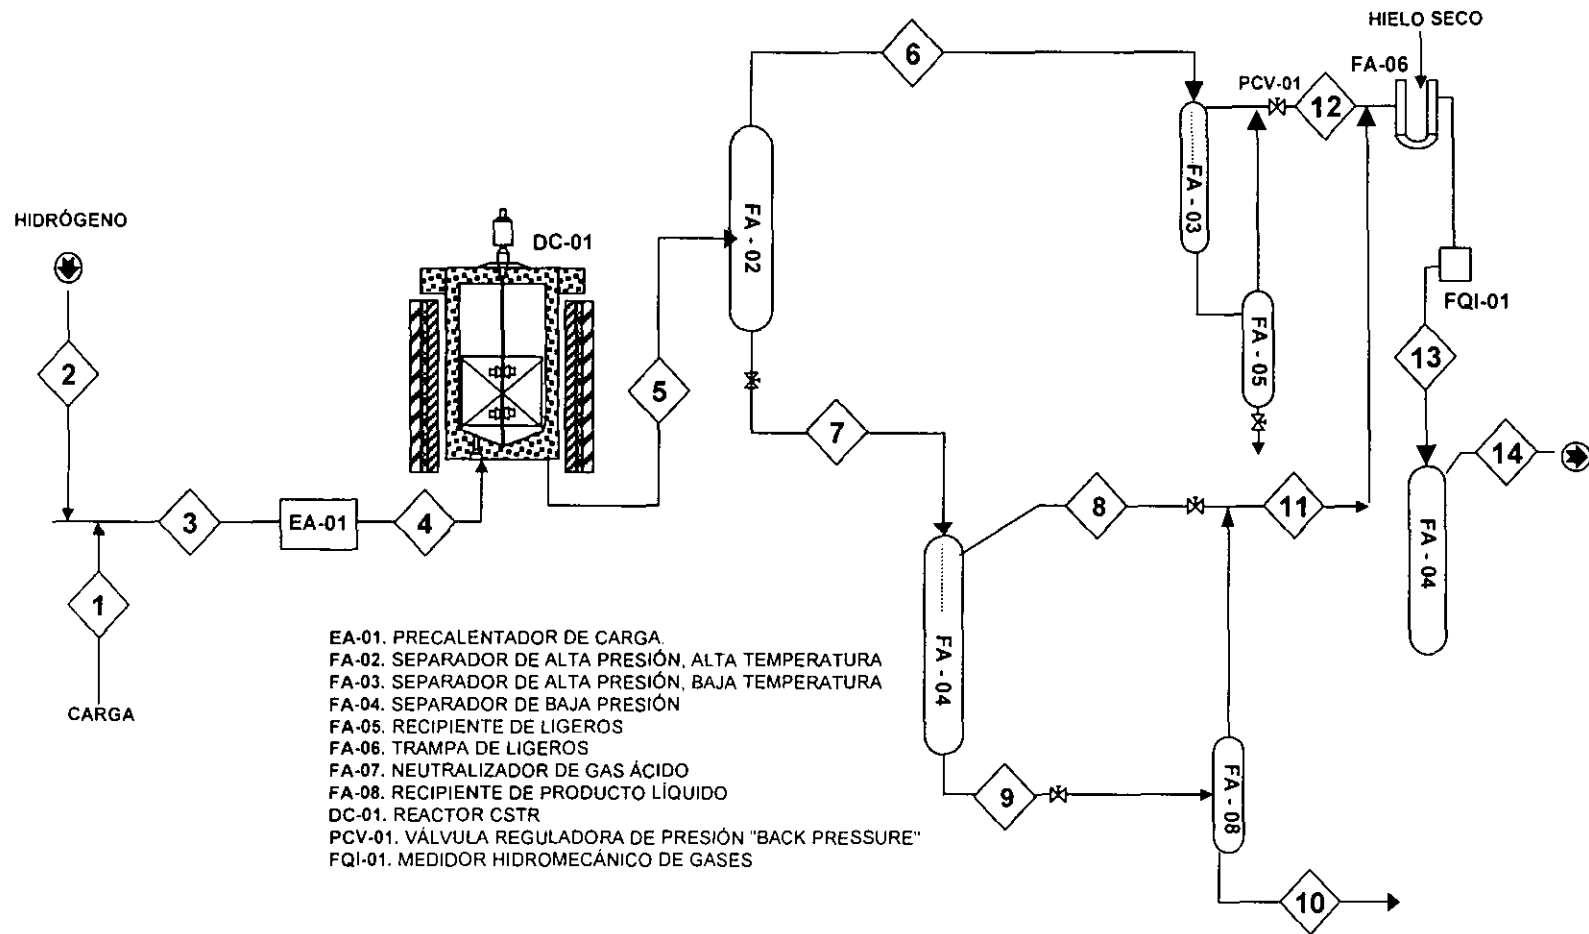 HIELO SECO
6
FA-06
PCV-01
12
FA - 03
HIDRÓGENO
DC-01
FA - 02
FQI-01
2
5
FA - 05
13
7
14
8
11
3
EA-01
4
FA - 04
FA - 04
1
CARGA
9
FA - 08
10
EA-01. PRECALENTADOR DE CARGA.
FA-02. SEPARADOR DE ALTA PRESIÓN, ALTA TEMPERATURA
FA-03. SEPARADOR DE ALTA PRESIÓN, BAJA TEMPERATURA
FA-04. SEPARADOR DE BAJA PRESIÓN
FA-05. RECIPIENTE DE LIGEROS
FA-06. TRAMPA DE LIGEROS
FA-07. NEUTRALIZADOR DE GAS ÁCIDO
FA-08. RECIPIENTE DE PRODUCTO LÍQUIDO
DC-01. REACTOR CSTR
PCV-01. VÁLVULA REGULADORA DE PRESIÓN "BACK PRESSURE"
FQI-01. MEDIDOR HIDROMECÁNICO DE GASES